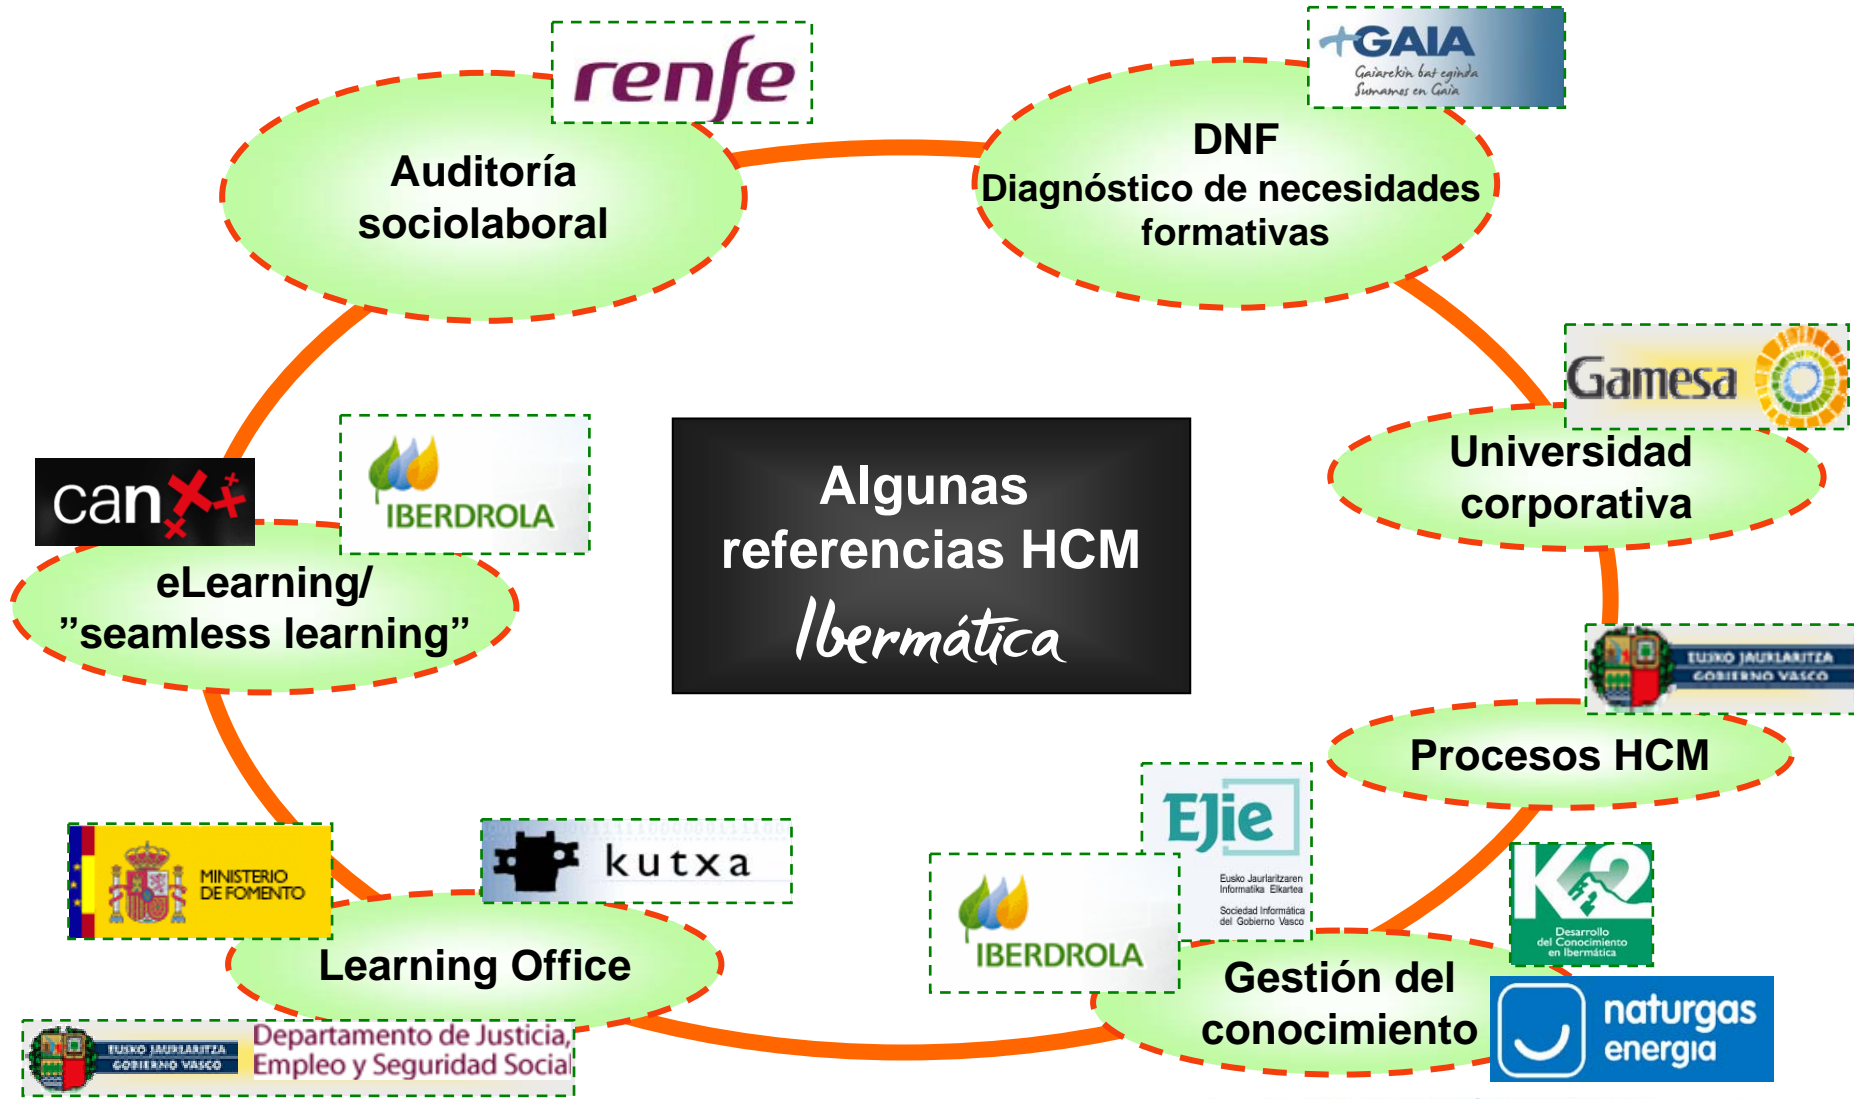 renfe
+GAIA
Gaiarekin bat eginda
Sumamos en Gaia
Auditoría
sociolaboral
DNF
Diagnóstico de necesidades
formativas
Gamesa
Universidad
corporativa
can
IBERDROLA
eLearning/
”seamless learning”
Algunas
referencias HCM
Ibermática
EUSKO JAURLARITZA
GOBIERNO VASCO
Procesos HCM
MINISTERIO
DE FOMENTO
kutxa
Learning Office
EUSKO JAURLARITZA
GOBIERNO VASCO
Departamento de Justicia,
Empleo y Seguridad Social
EJie
Eusko Jaurlaritzaren
Informatika Elkartea
Sociedad Informática
del Gobierno Vasco
IBERDROLA
K2
Desarrollo
del Conocimiento
en Ibermática
Gestión del
conocimiento
naturgas
energia